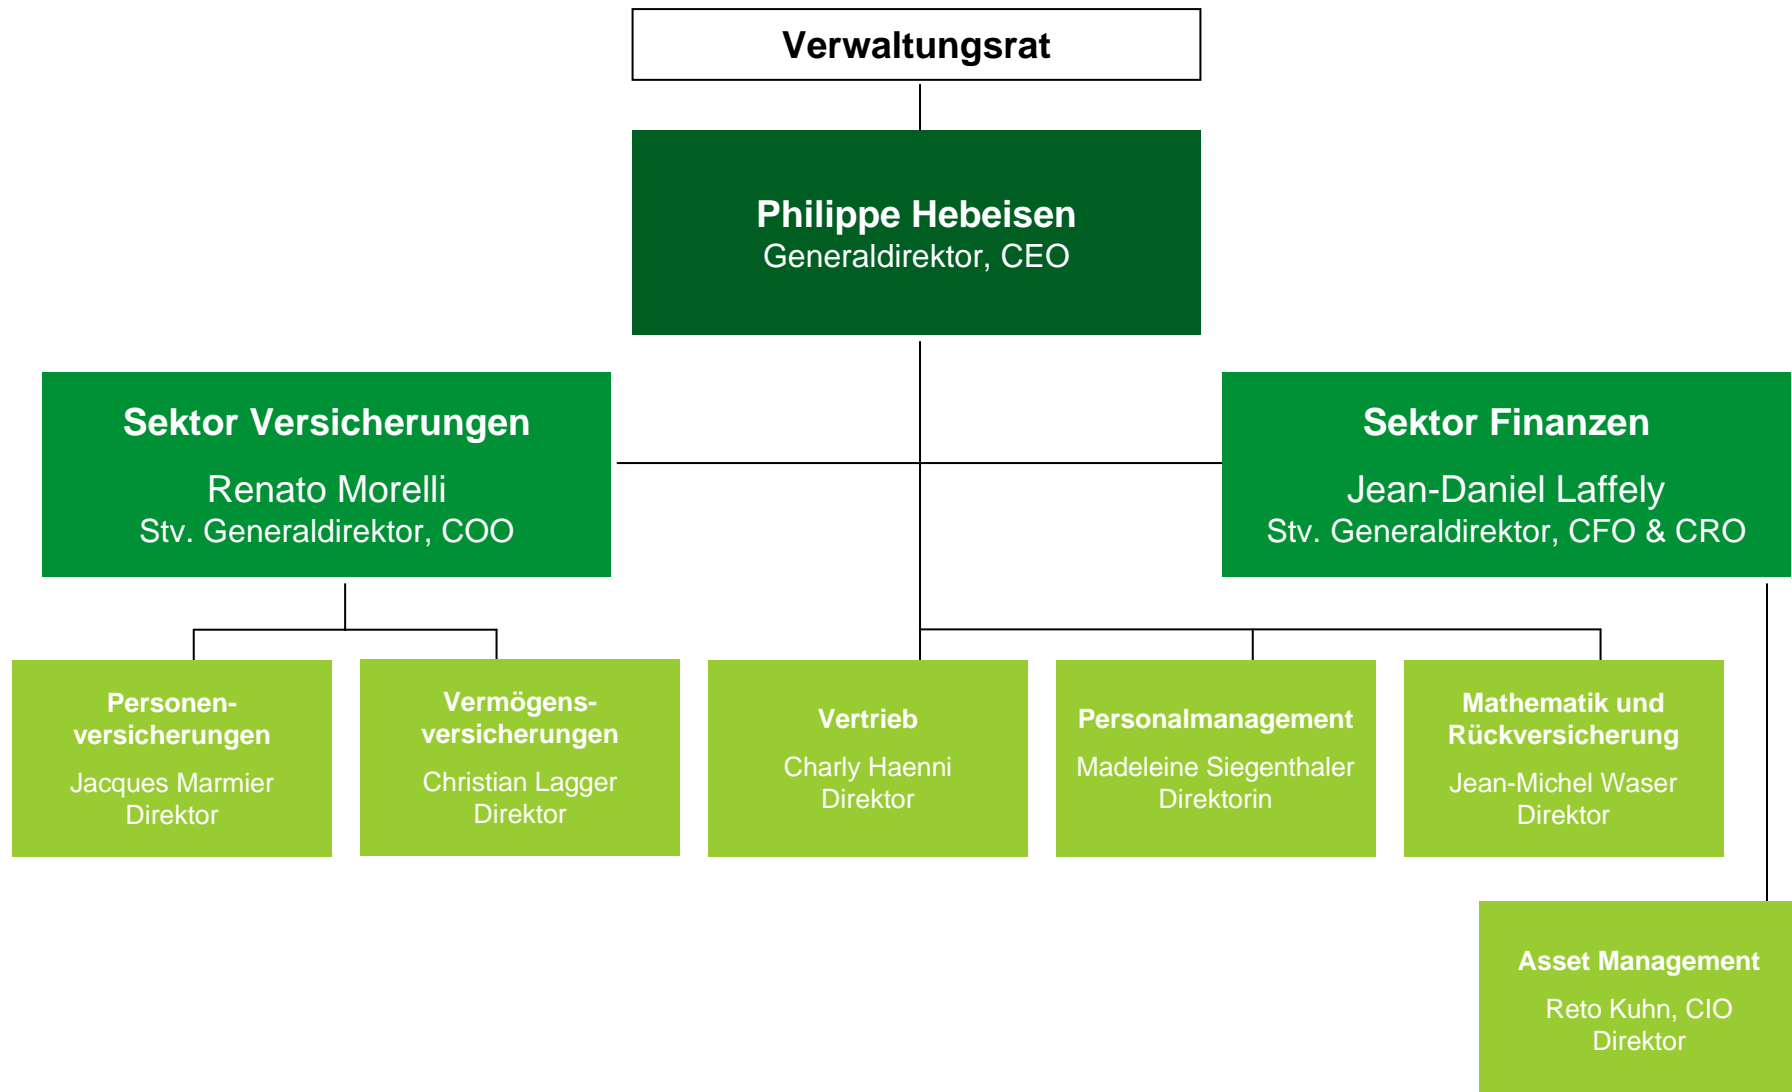 Verwaltungsrat
Philippe Hebeisen
Generaldirektor, CEO
Sektor Versicherungen
Renato Morelli
Stv. Generaldirektor, COO
Sektor Finanzen
Jean-Daniel Laffely
Stv. Generaldirektor, CFO & CRO
Personen-
versicherungen
Jacques Marmier
Direktor
Vermögens-
versicherungen
Christian Lagger
Direktor
Vertrieb
Charly Haenni
Direktor
Personalmanagement
Madeleine Siegenthaler
Direktorin
Mathematik und
Rückversicherung
Jean-Michel Waser
Direktor
Asset Management
Reto Kuhn, CIO
Direktor